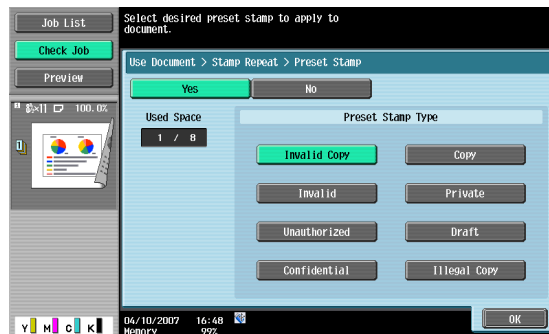 Job List
Select desired preset stamp to apply to
document.
Check Job
Preview
Use Document > Stamp Repeat > Preset Stamp
Yes
No
100.0%
Used Space
1 / 8
Preset Stamp Type
Invalid Copy
Copy
Invalid
Private
Unauthorized
Draft
Confidential
Illegal Copy
04/10/2007 16:48
Memory 99%
OK
Y M C K